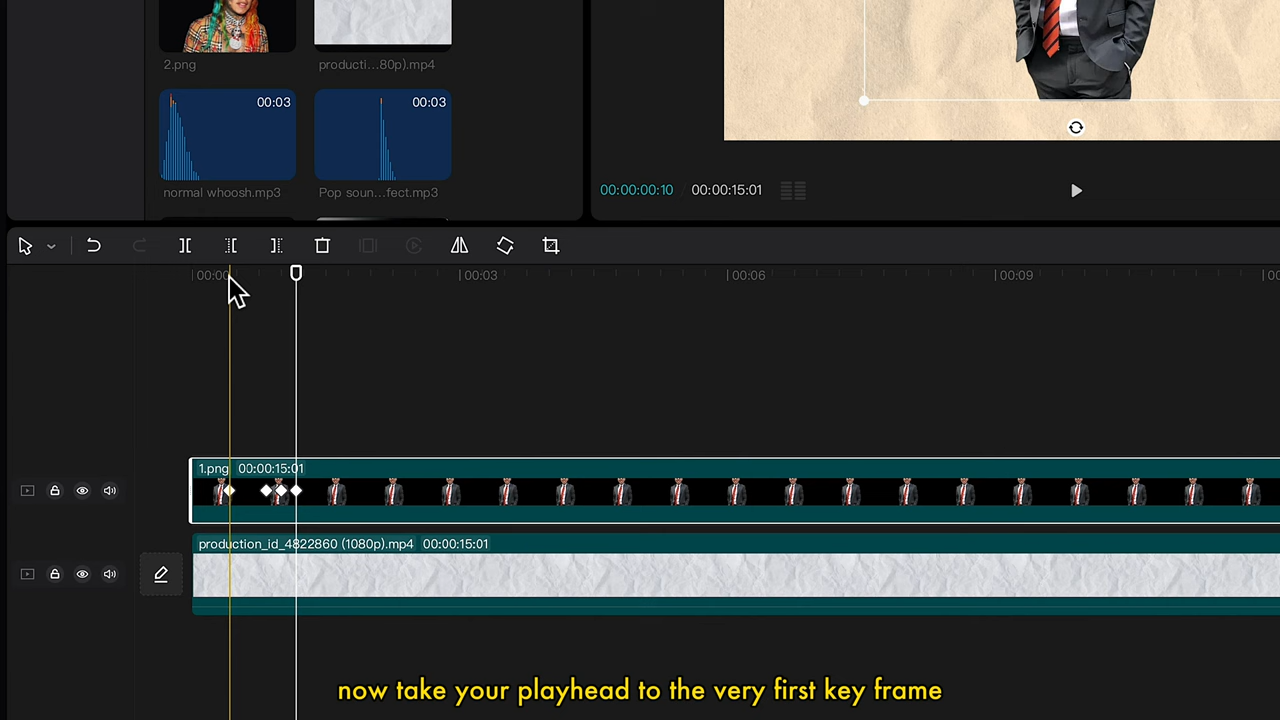 2.png
producti...80p).mp4
00:03
00:03
normal whoosh.mp3
Pop soun...fect.mp3
00:00:00:10
00:00:15:01
00:00
00:03
00:06
00:09
1.png 00:00:15:01
production_id_4822860 (1080p).mp4 00:00:15:01
now take your playhead to the very first key frame